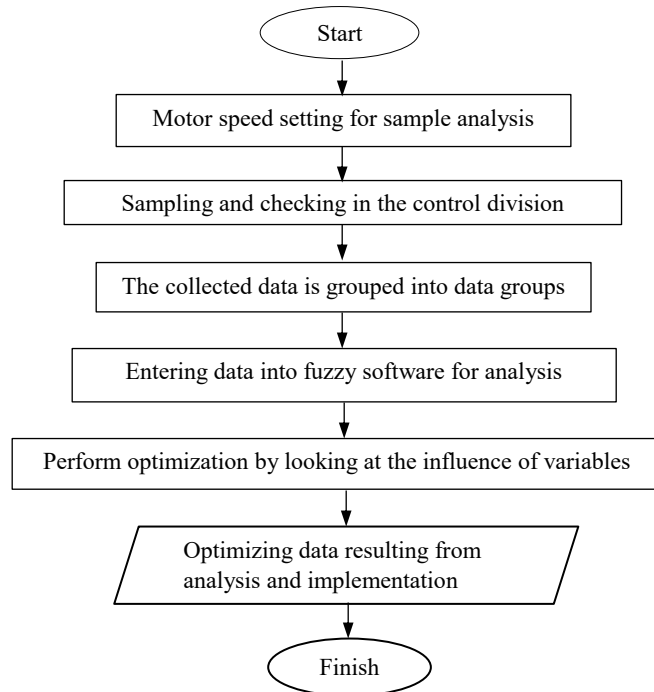 Start
Motor speed setting for sample analysis
Sampling and checking in the control division
The collected data is grouped into data groups
Entering data into fuzzy software for analysis
Perform optimization by looking at the influence of variables
Optimizing data resulting from
analysis and implementation
Finish